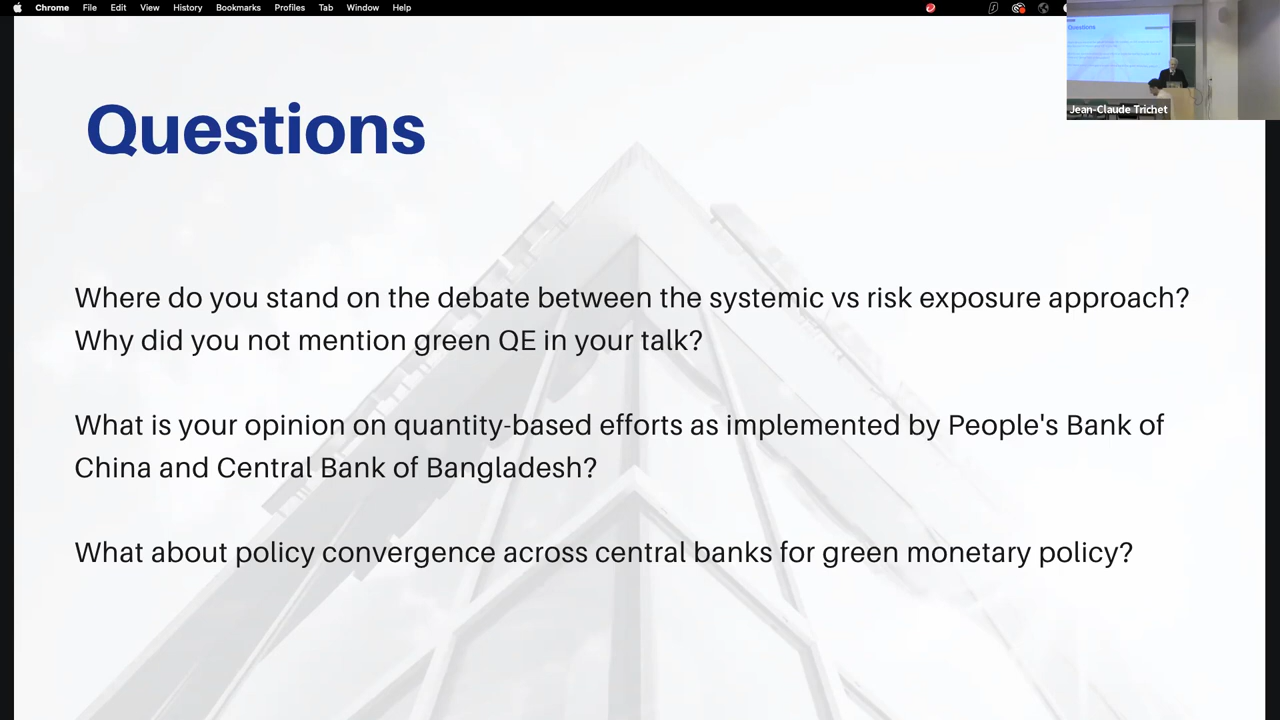 Chrome File Edit View History Bookmarks Profiles Tab Window Help
Questions
Jean-Claude Trichet
Questions
Where do you stand on the debate between the systemic vs risk exposure approach?
Why did you not mention green QE in your talk?
What is your opinion on quantity-based efforts as implemented by People's Bank of
China and Central Bank of Bangladesh?
What about policy convergence across central banks for green monetary policy?